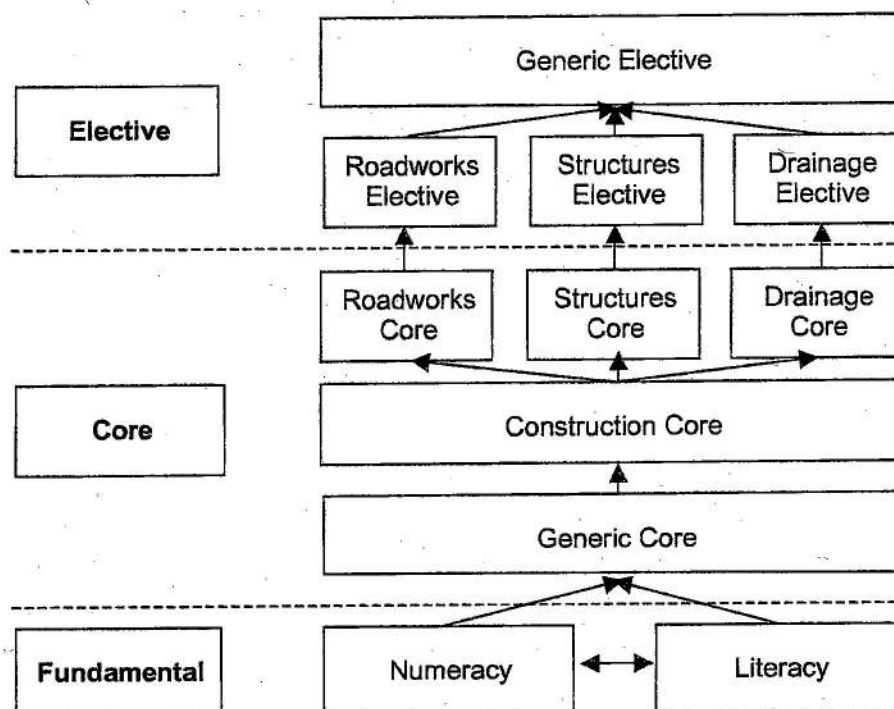 Generic Elective
Elective
Roadworks
Elective
Structures
Elective
Drainage
Elective
Roadworks
Core
Structures
Core
Drainage
Core
Core
Construction Core
Generic Core
Fundamental
Numeracy
Literacy